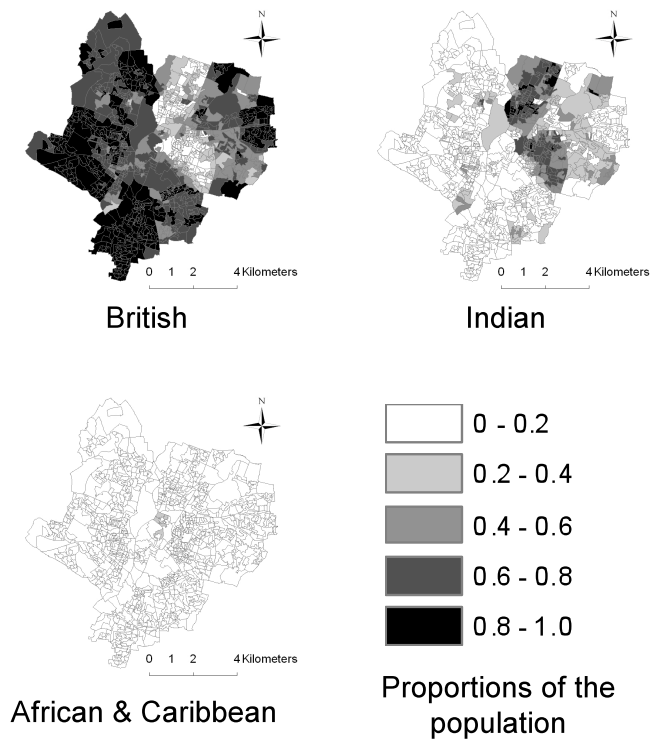 N
N
0 1 2 4 Kilometers
0 1 2 4 Kilometers
British
Indian
N
0 1 2 4 Kilometers
African & Caribbean
0 - 0.2
0.2 - 0.4
0.4 - 0.6
0.6 - 0.8
0.8 - 1.0
Proportions of the
population